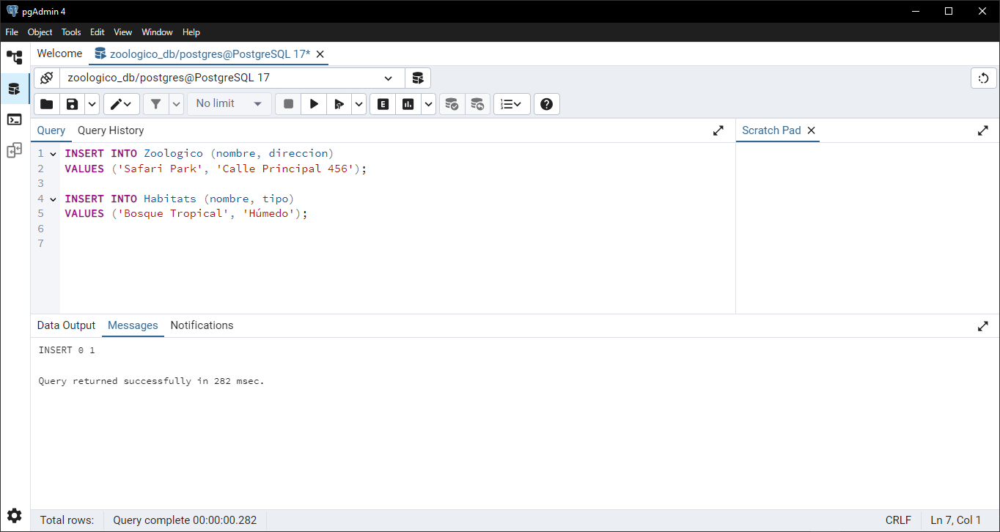 pgAdmin 4
File Object Tools Edit View Window Help
Welcome zoologico_db/postgres@PostgreSQL 17*
zoologico_db/postgres@PostgreSQL 17
No limit E
Query Query History Scratch Pad
1 INSERT INTO Zoologico (nombre, direccion)
2 VALUES ('Safari Park', 'Calle Principal 456');
3
4 INSERT INTO Habitats (nombre, tipo)
5 VALUES ('Bosque Tropical', 'Húmedo');
6
7
Data Output Messages Notifications
INSERT 0 1
Query returned successfully in 282 msec.
Total rows: Query complete 00:00:00.282 CRLF Ln 7, Col 1